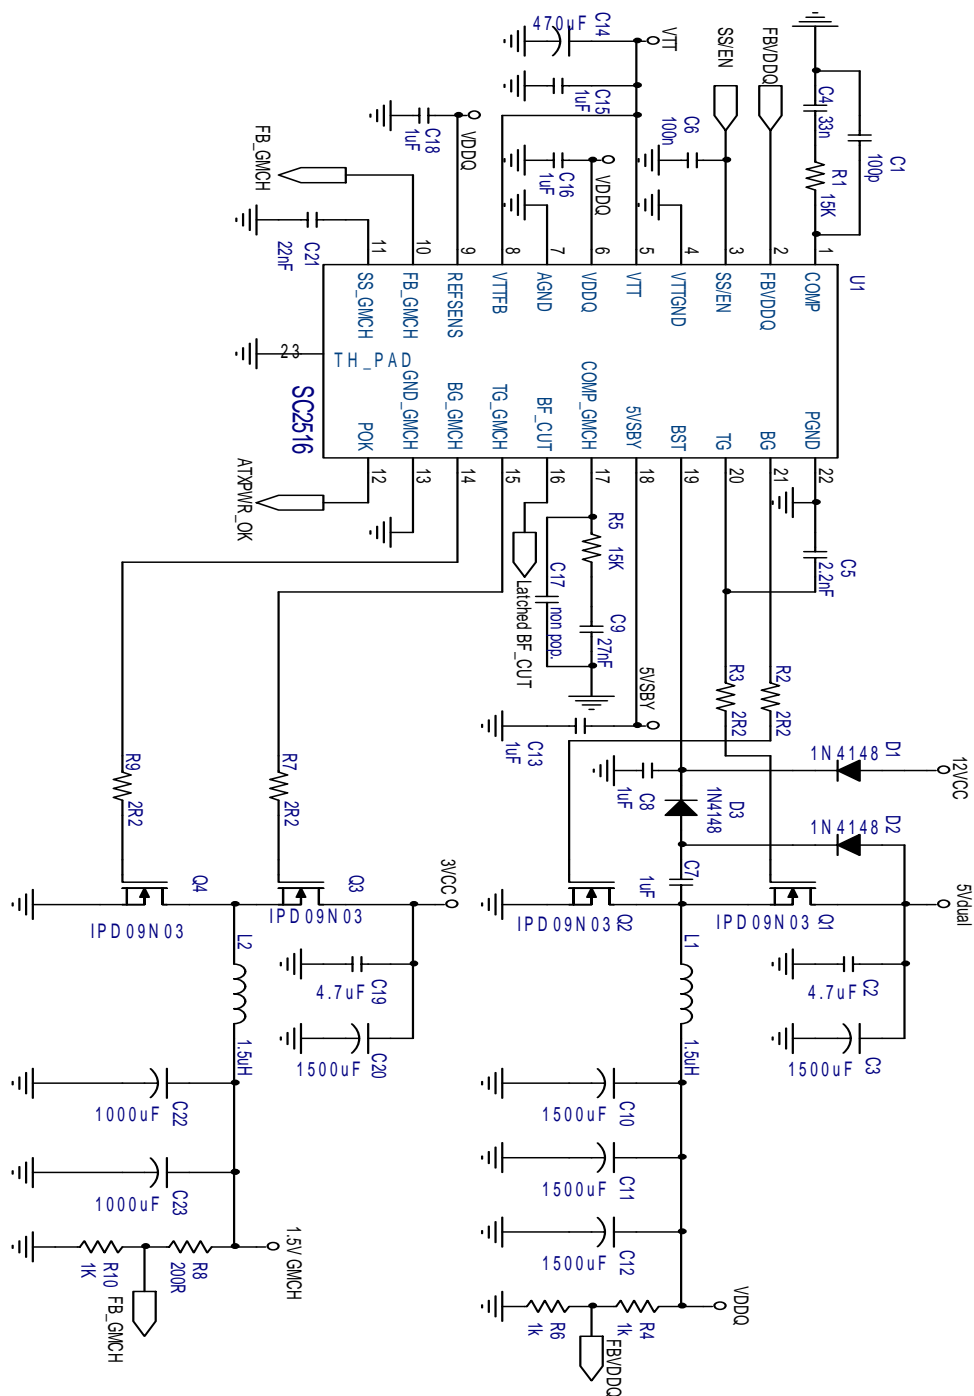 470uF
C14
VTT
SS/EN
FBVDDQ
C15
1uF
C6
100n
C4
33n
C1
100p
C18
1uF
VDDQ
C16
1uF
VDDQ
R1
15K
FB_GMCH
C21
22nF
11
10
9
8
7
6
5
4
3
2
1
U1
SS_GMCH
FB_GMCH
REFSENS
VTTFB
AGND
VDDQ
VTT
VTTGND
SS/EN
FBVDDQ
COMP
23
TH_PAD
SC2516
POK
GND_GMCH
BG_GMCH
TG_GMCH
BF_CUT
COMP_GMCH
5VSBY
BST
TG
BG
PGND
12
13
14
15
16
17
18
19
20
21
22
ATXPWR_OK
R5
15K
C5
2.2nF
C17
non pop.
Latched BF_CUT
C9
27nF
5VSBY
R3
2R2
R2
2R2
C13
1uF
R9
2R2
R7
2R2
C8
1uF
D3
1N4148
D1
1N4148
12VCC
D2
1N4148
C7
1uF
Q4
IPD09N03
Q3
IPD09N03
3VCC
Q2
IPD09N03
Q1
IPD09N03
5Vdual
L2
1.5uH
C19
4.7uF
C20
1500uF
L1
1.5uH
C2
4.7uF
C3
1500uF
C22
1000uF
C23
1000uF
C10
1500uF
C11
1500uF
C12
1500uF
R10
1K
R8
200R
1.5V GMCH
FB_GMCH
R6
1k
R4
1k
VDDQ
FBVDDQ